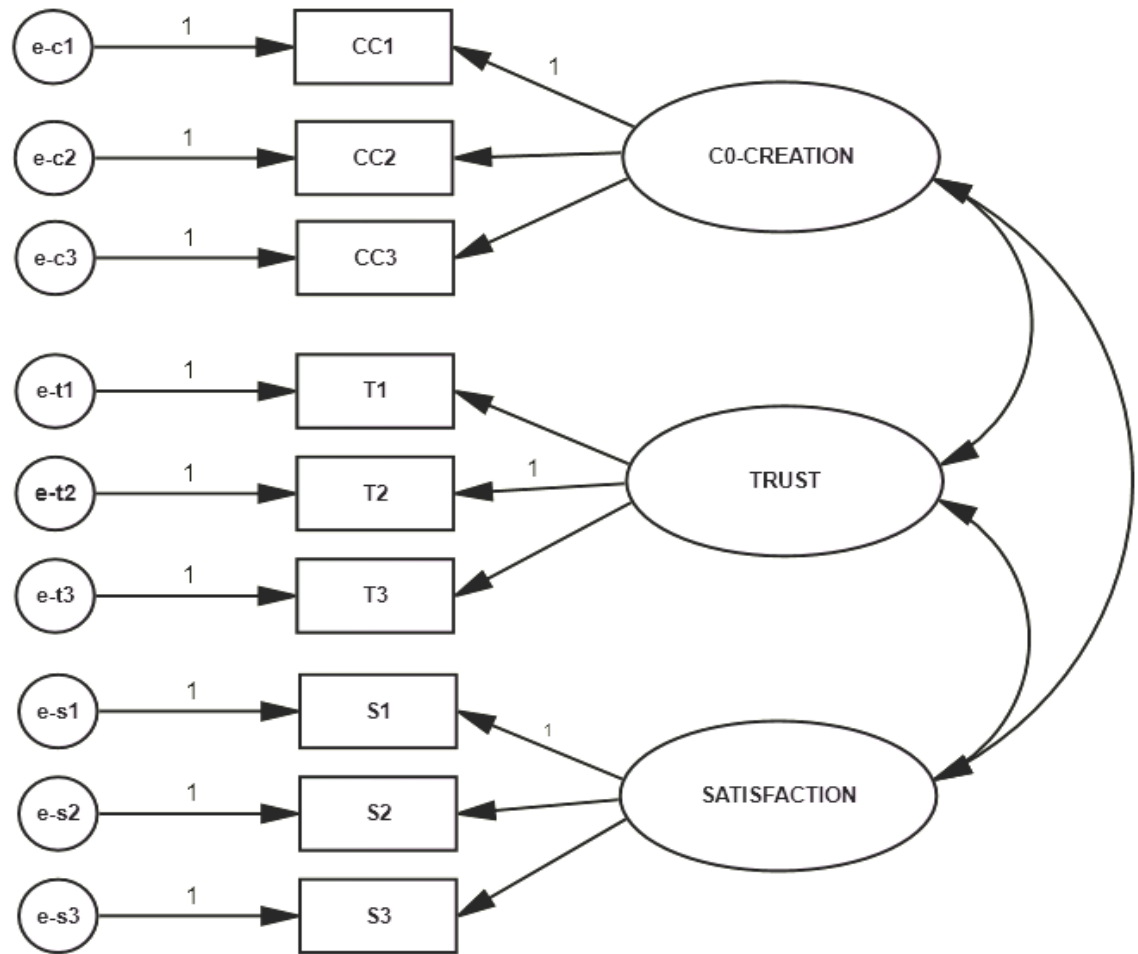 e-c1 1 CC1 1
e-c2 1 CC2 C0-CREATION
e-c3 1 CC3
e-t1 1 T1
e-t2 1 T2 1 TRUST
e-t3 1 T3
e-s1 1 S1 1
e-s2 1 S2 SATISFACTION
e-s3 1 S3